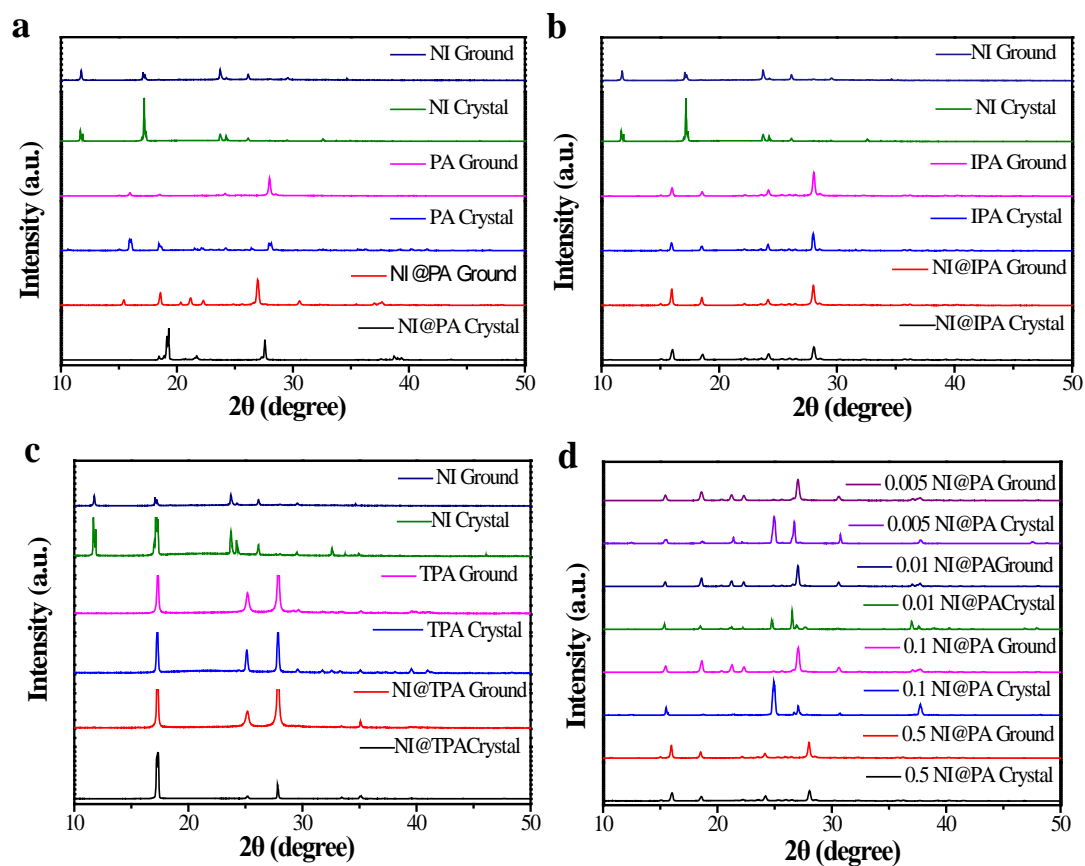 a
NI Ground
NI Crystal
PA Ground
PA Crystal
NI@PA Ground
NI@PA Crystal
Intensity (a.u.)
10 20 30 40 50
2θ (degree)
b
NI Ground
NI Crystal
IPA Ground
IPA Crystal
NI@IPA Ground
NI@IPA Crystal
Intensity (a.u.)
10 20 30 40 50
2θ (degree)
c
NI Ground
NI Crystal
TPA Ground
TPA Crystal
NI@TPA Ground
NI@TPACrystal
Intensity (a.u.)
10 20 30 40 50
2θ (degree)
d
0.005 NI@PA Ground
0.005 NI@PA Crystal
0.01 NI@PAGround
0.01 NI@PACrystal
0.1 NI@PA Ground
0.1 NI@PA Crystal
0.5 NI@PA Ground
0.5 NI@PA Crystal
Intensity (a.u.)
10 20 30 40 50
2θ (degree)